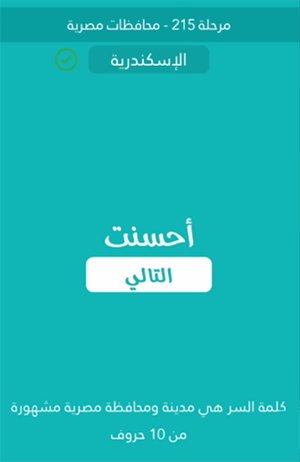 مرحلة 215 - محافظات مصرية
الإسكندرية
أحسنت
التالي
كلمة السر هي مدينة ومحافظة مصرية مشهورة
من 10 حروف